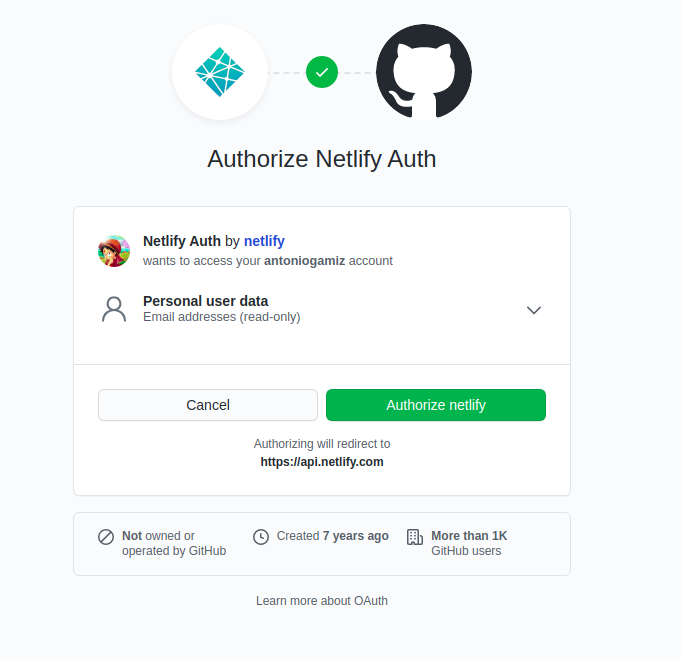 Authorize Netlify Auth
Netlify Auth by netlify
wants to access your antoniogamiz account
Personal user data
Email addresses (read-only)
Cancel
Authorize netlify
Authorizing will redirect to
https://api.netlify.com
Not owned or
operated by GitHub
Created 7 years ago
More than 1K
GitHub users
Learn more about OAuth